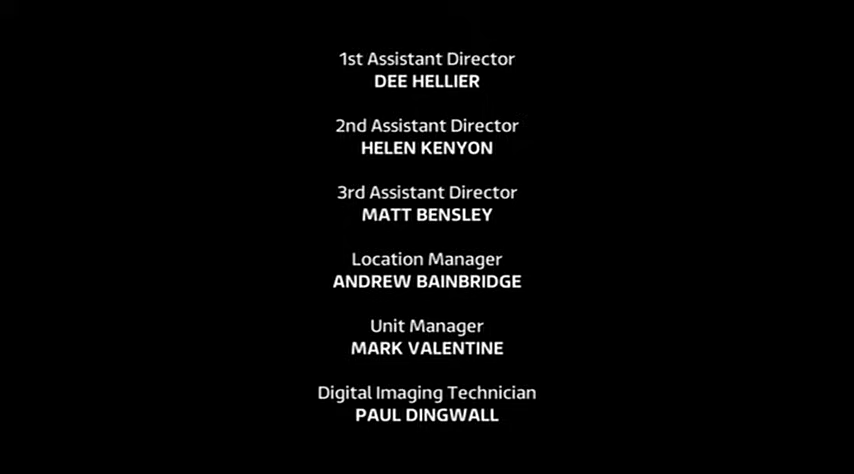 1st Assistant Director
DEE HELLIER
2nd Assistant Director
HELEN KENYON
3rd Assistant Director
MATT BENSLEY
Location Manager
ANDREW BAINBRIDGE
Unit Manager
MARK VALENTINE
Digital Imaging Technician
PAUL DINGWALL